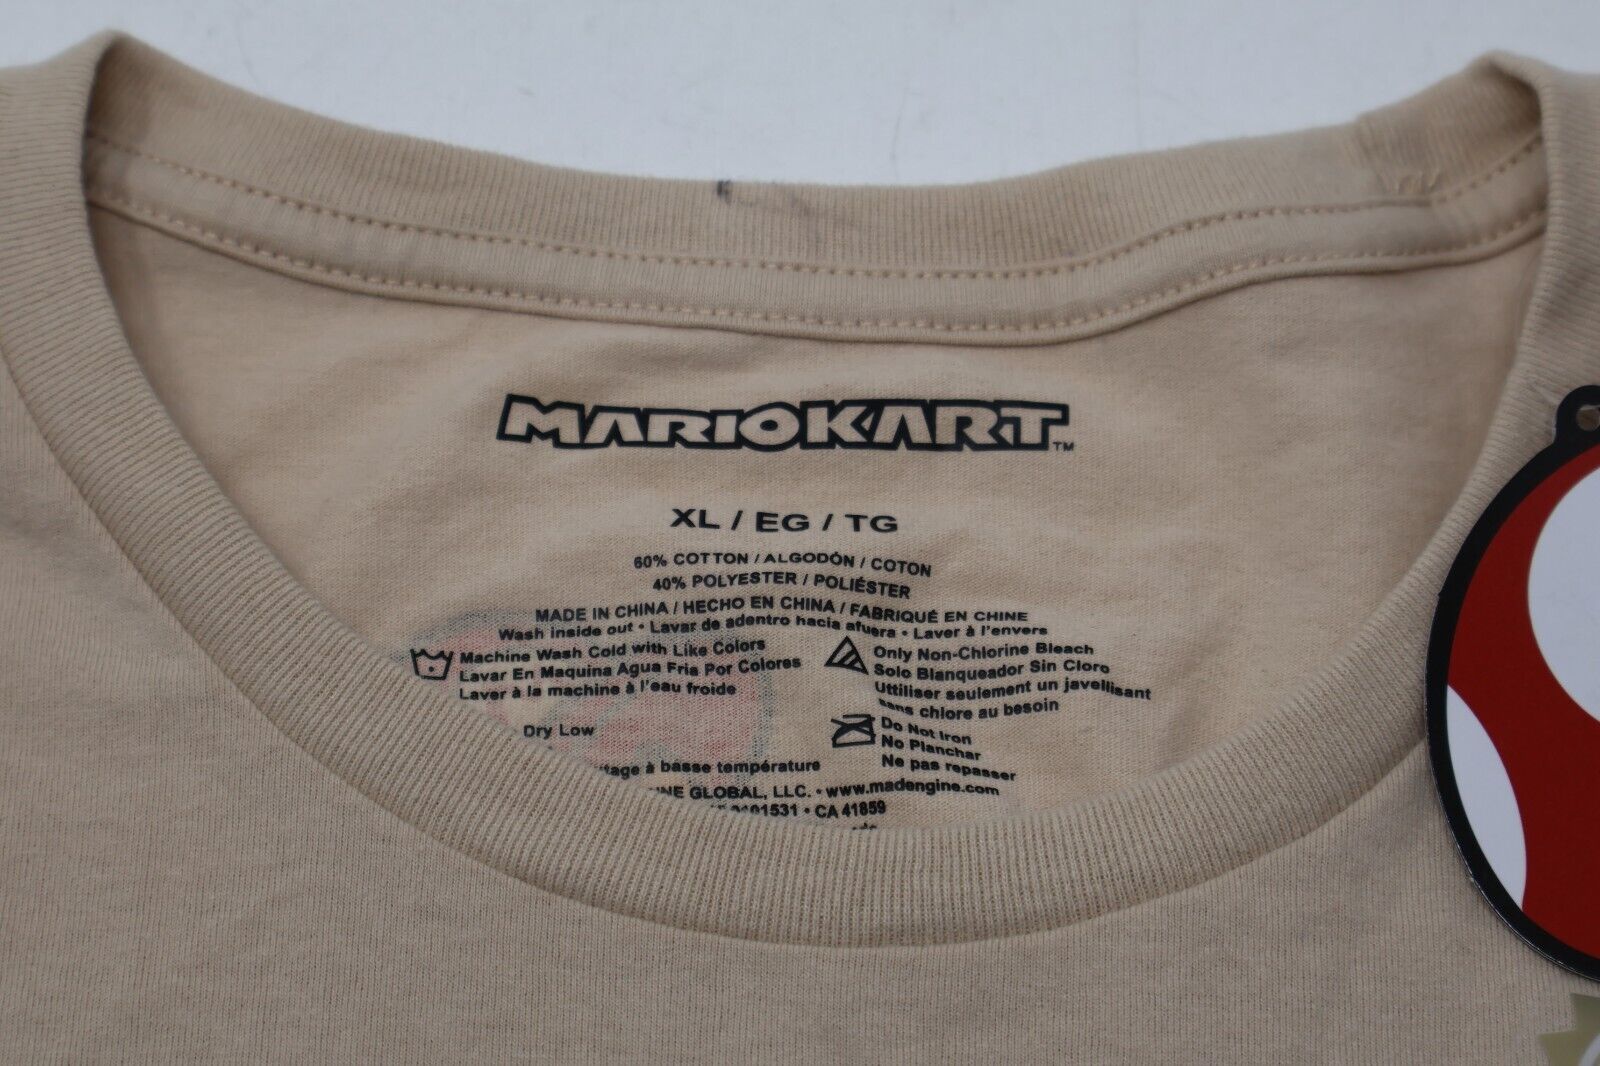 MARIOKART™
XL / EG / TG
60% COTTON / ALGODÓN / COTON
40% POLYESTER / POLIÉSTER
MADE IN CHINA / HECHO EN CHINA / FABRIQUÉ EN CHINE
Wash inside out • Lavar de adentro hacia afuera • Laver à l'envers
Machine Wash Cold with Like Colors
Lavar En Maquina Agua Fria Por Colores
Laver à la machine à l'eau froide
Only Non-Chlorine Bleach
Solo Blanqueador Sin Cloro
Uttiliser seulement un javellisant
sans chlore au besoin
Dry Low
Do Not Iron
No Planchar
Ne pas repasser
à basse température
GLOBAL, LLC. • www.madengine.com
CA 41859